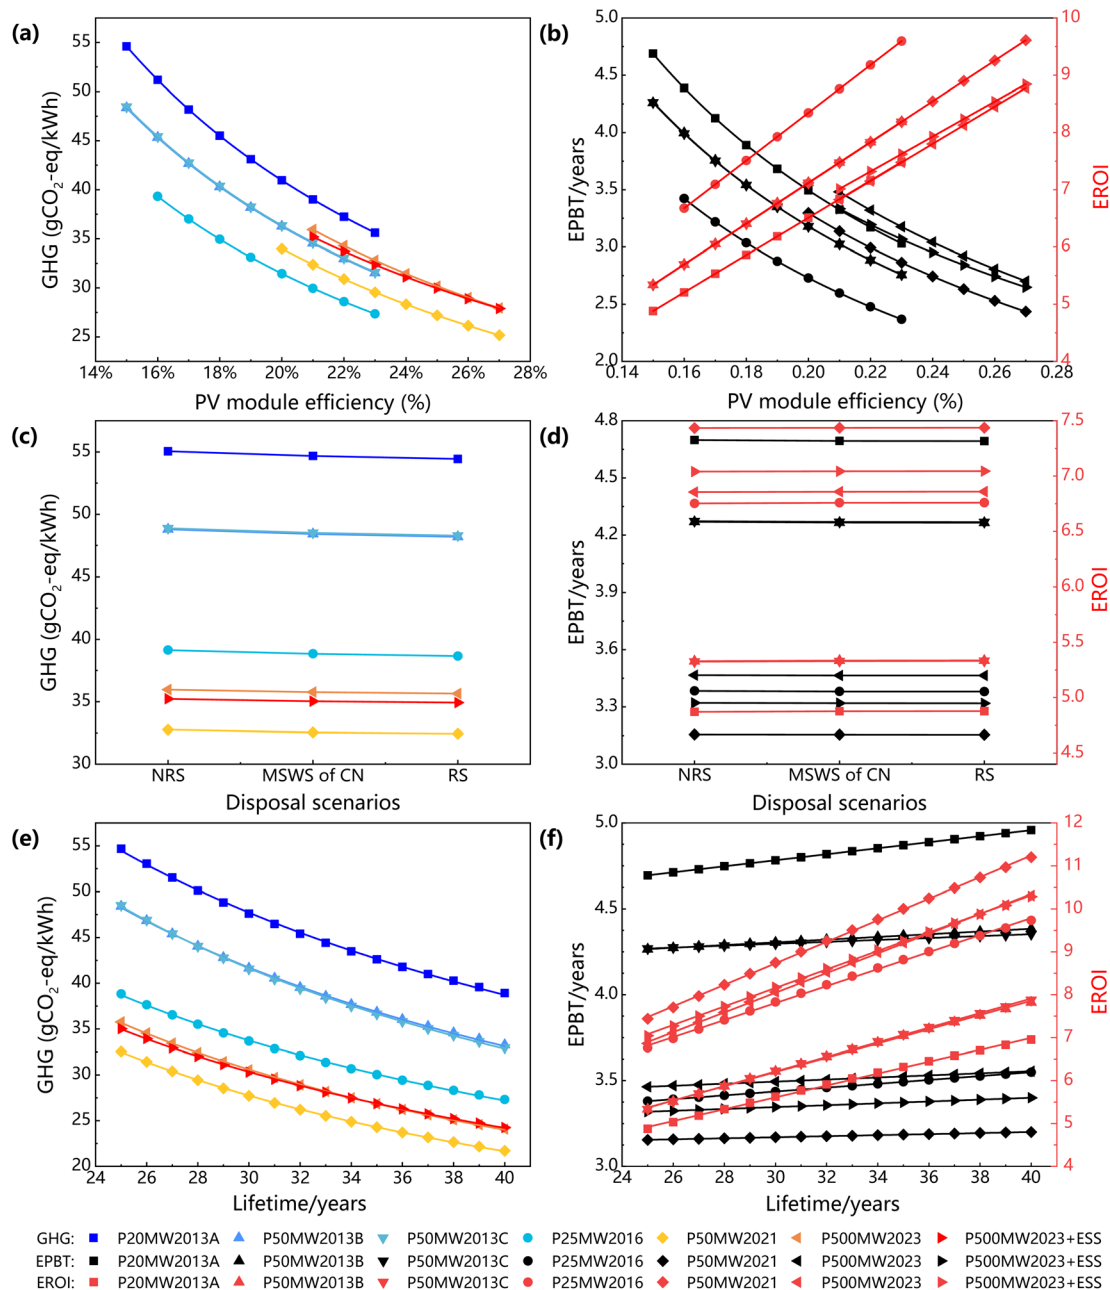 (a)
GHG (gCO₂-eq/kWh)
55
50
45
40
35
30
25
14% 16% 18% 20% 22% 24% 26% 28%
PV module efficiency (%)
(b)
EPBT/years
5.0
4.5
4.0
3.5
3.0
2.5
2.0
0.14 0.16 0.18 0.20 0.22 0.24 0.26 0.28
PV module efficiency (%)
10
9
8
7
6
5
4
EROI
(c)
GHG (gCO₂-eq/kWh)
55
50
45
40
35
30
NRS MSWS of CN RS
Disposal scenarios
(d)
EPBT/years
4.8
4.5
4.2
3.9
3.6
3.3
3.0
NRS MSWS of CN RS
Disposal scenarios
7.5
7.0
6.5
6.0
5.5
5.0
4.5
EROI
(e)
GHG (gCO₂-eq/kWh)
55
50
45
40
35
30
25
20
24 26 28 30 32 34 36 38 40
Lifetime/years
(f)
EPBT/years
5.0
4.5
4.0
3.5
3.0
24 26 28 30 32 34 36 38 40
Lifetime/years
12
11
10
9
8
7
6
5
4
EROI
GHG: P20MW2013A P50MW2013B P50MW2013C P25MW2016 P50MW2021 P500MW2023 P500MW2023+ESS
EPBT: P20MW2013A P50MW2013B P50MW2013C P25MW2016 P50MW2021 P500MW2023 P500MW2023+ESS
EROI: P20MW2013A P50MW2013B P50MW2013C P25MW2016 P50MW2021 P500MW2023 P500MW2023+ESS